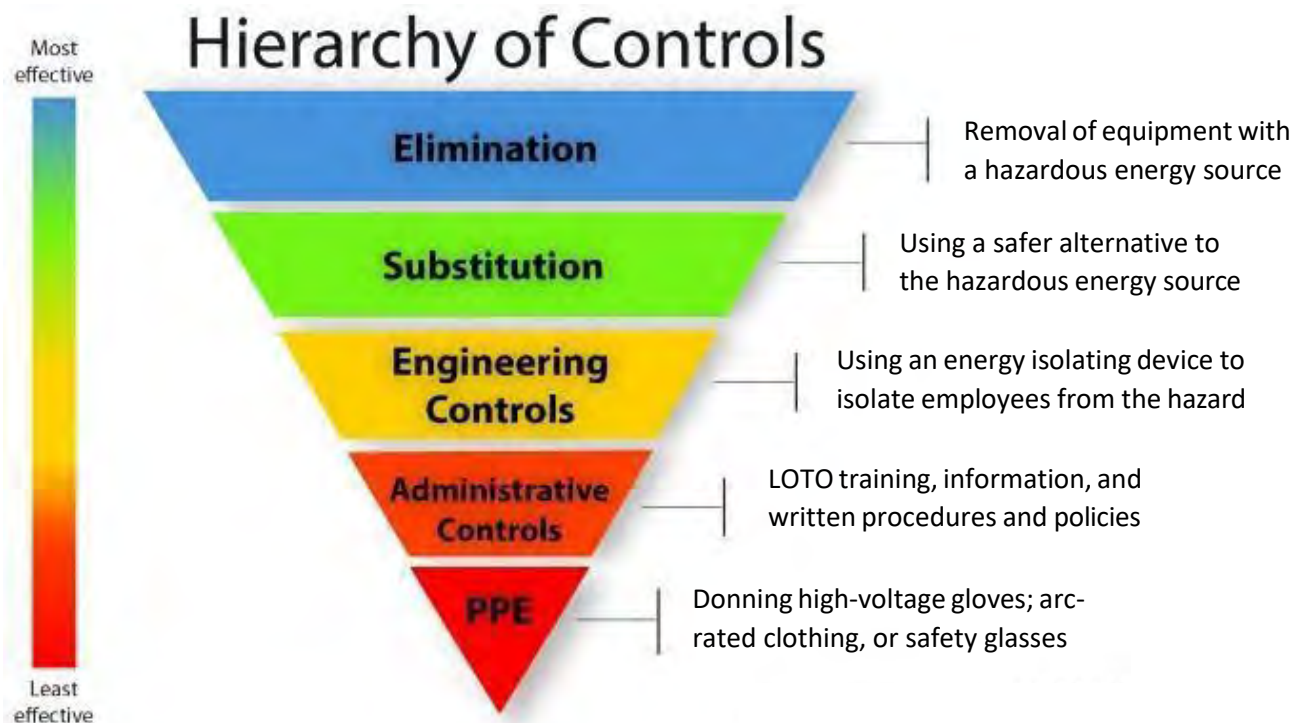 Hierarchy of Controls
Most
effective
Elimination
Removal of equipment with
a hazardous energy source
Substitution
Using a safer alternative to
the hazardous energy source
Engineering
Controls
Using an energy isolating device to
isolate employees from the hazard
Administrative
Controls
LOTO training, information, and
written procedures and policies
PPE
Donning high-voltage gloves; arc-
rated clothing, or safety glasses
Least
effective